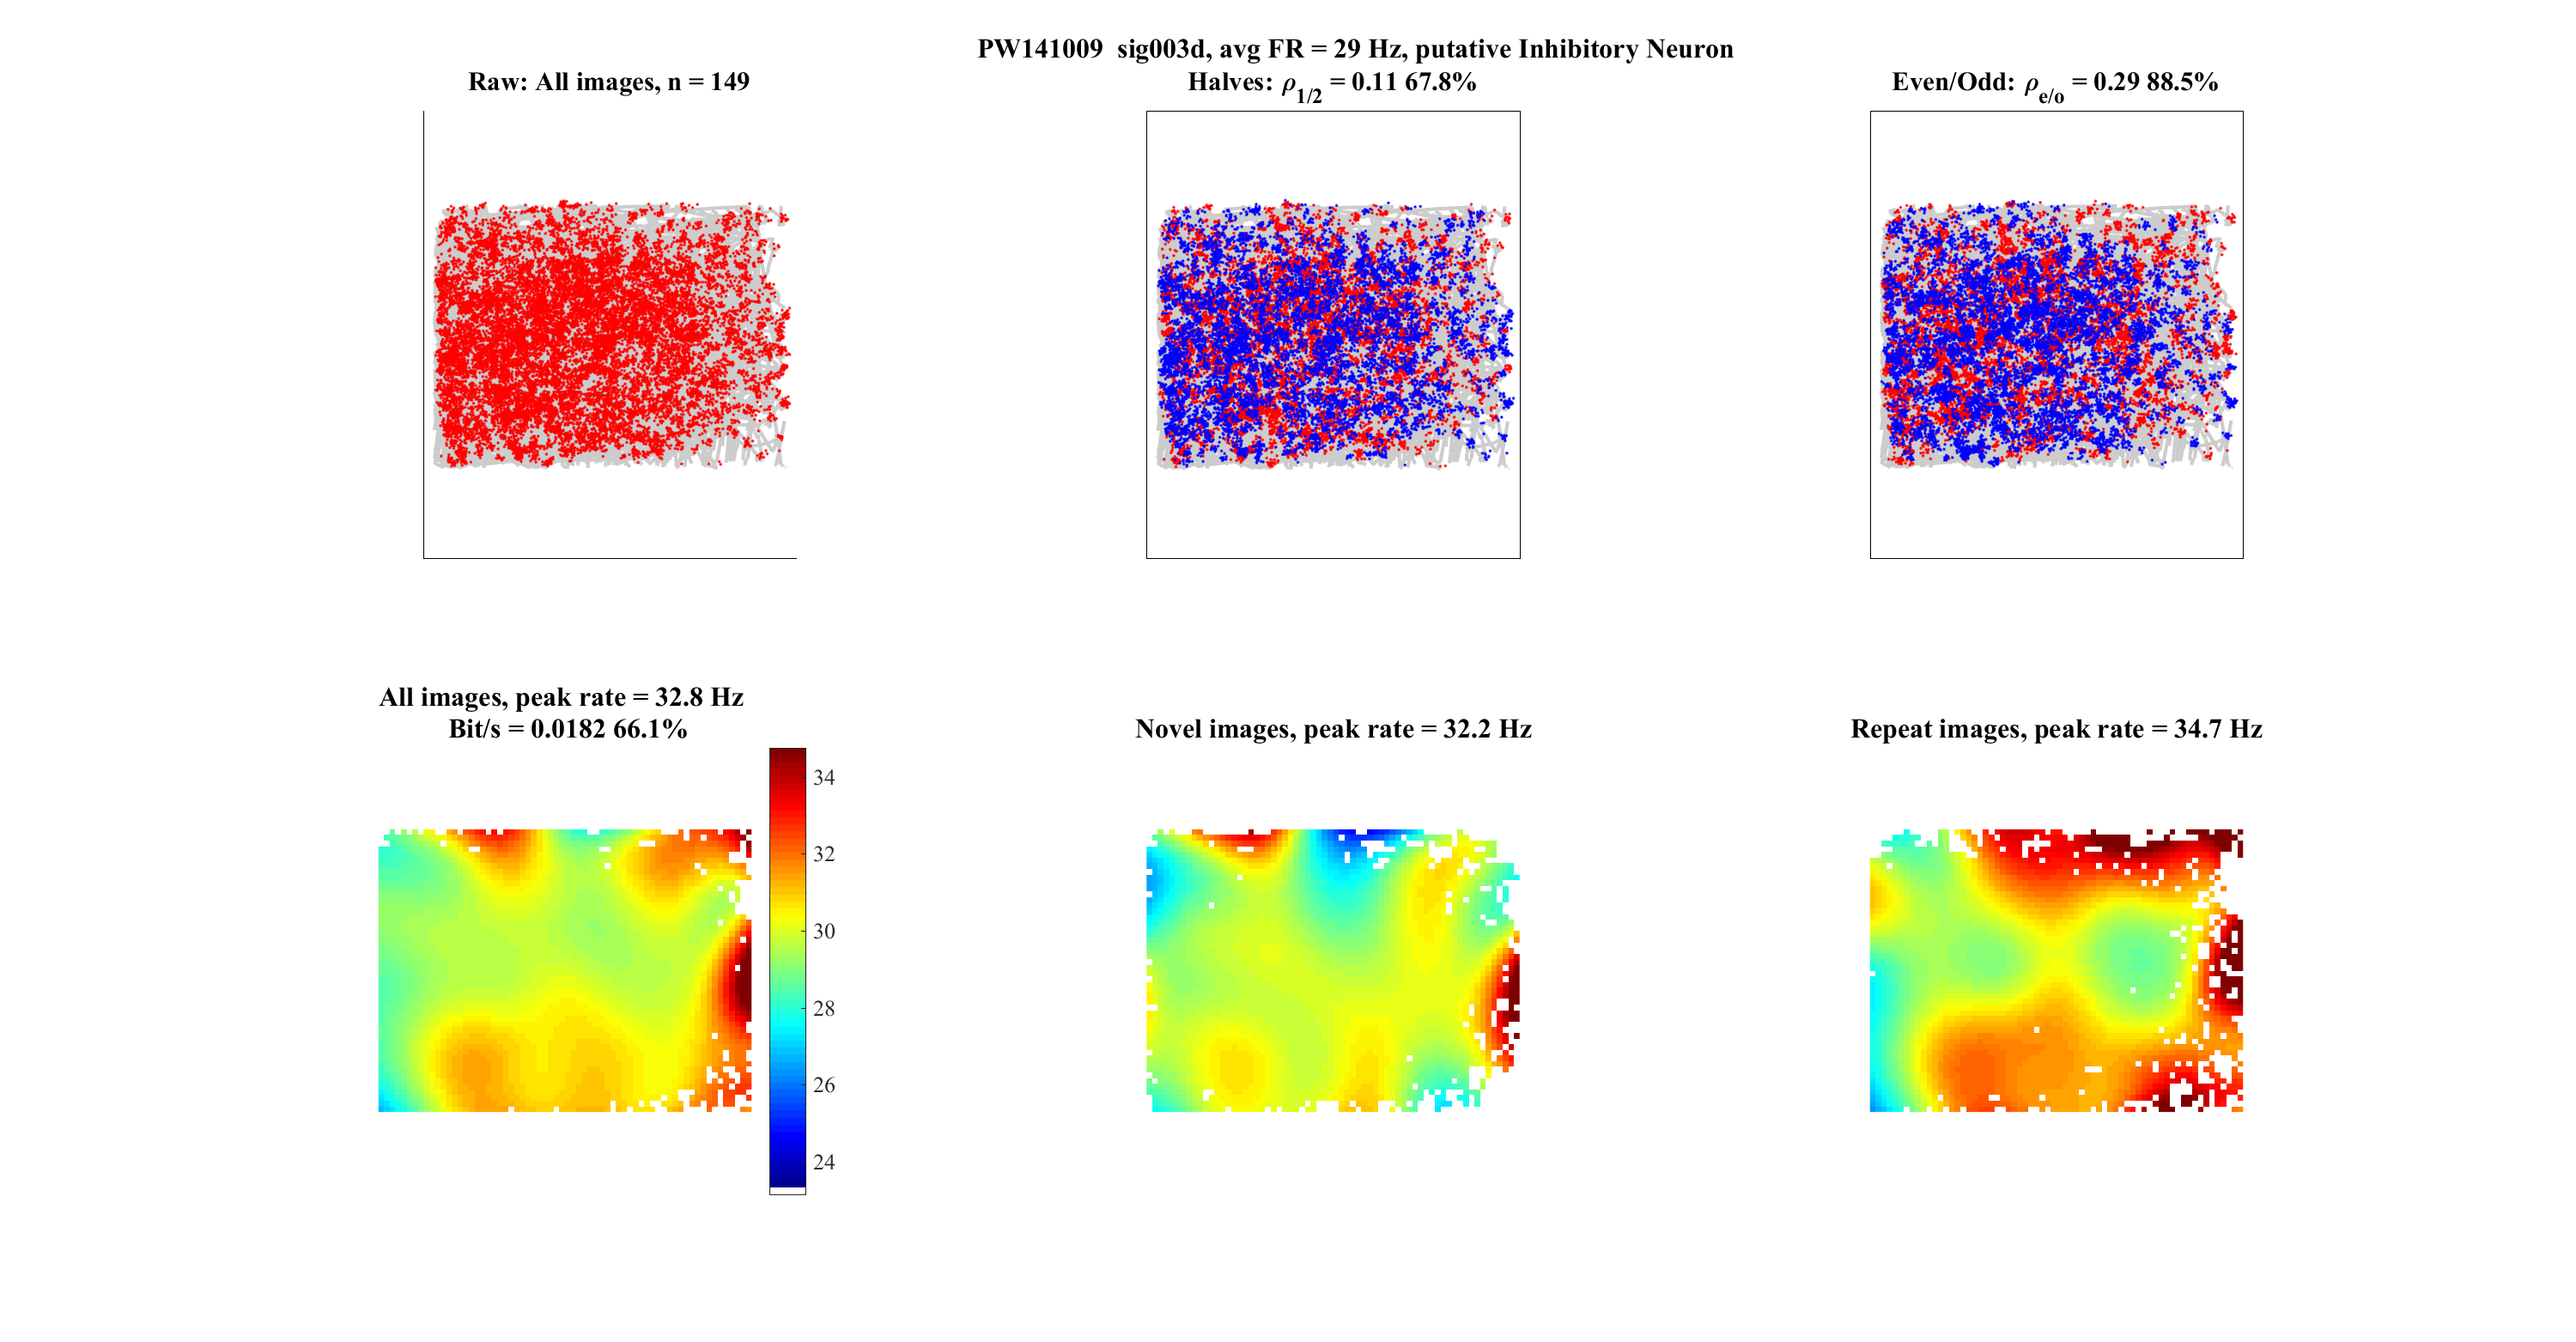 PW141009 sig003d, avg FR = 29 Hz, putative Inhibitory Neuron
Raw: All images, n = 149
Halves: ρ1/2 = 0.11 67.8%
Even/Odd: ρe/o = 0.29 88.5%
All images, peak rate = 32.8 Hz
Bit/s = 0.0182 66.1%
Novel images, peak rate = 32.2 Hz
Repeat images, peak rate = 34.7 Hz
34
32
30
28
26
24